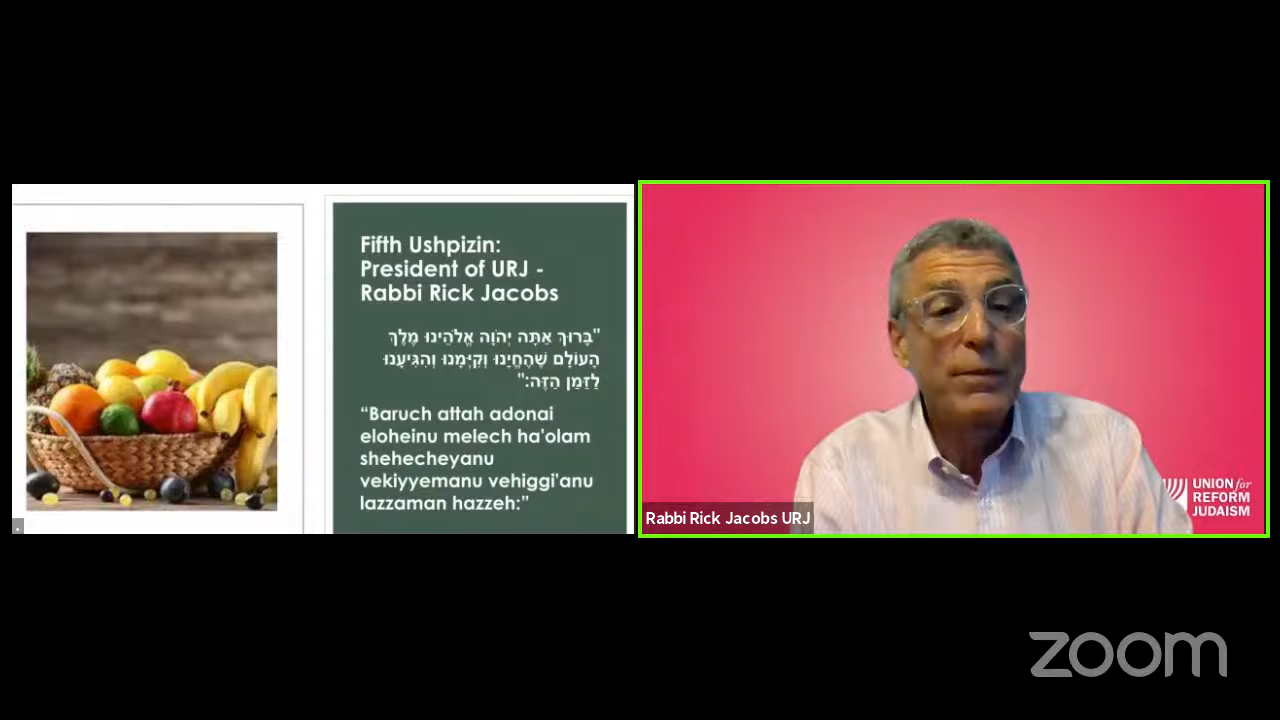 Fifth Ushpizin:
President of URJ -
Rabbi Rick Jacobs
"בָּרוּךְ אַתָּה יְהֹוָה אֱלֹהֵינוּ מֶלֶךְ
הָעוֹלָם שֶׁהֶחֱיָנוּ וְקִיְּמָנוּ וְהִגִּיעָנוּ
לַזְּמַן הַזֶּה:"
“Baruch attah adonai
eloheinu melech ha'olam
shehecheyanu
vekiyyemanu vehiggi'anu
lazzaman hazzeh:”
Rabbi Rick Jacobs URJ
UNION for
REFORM
JUDAISM
zoom